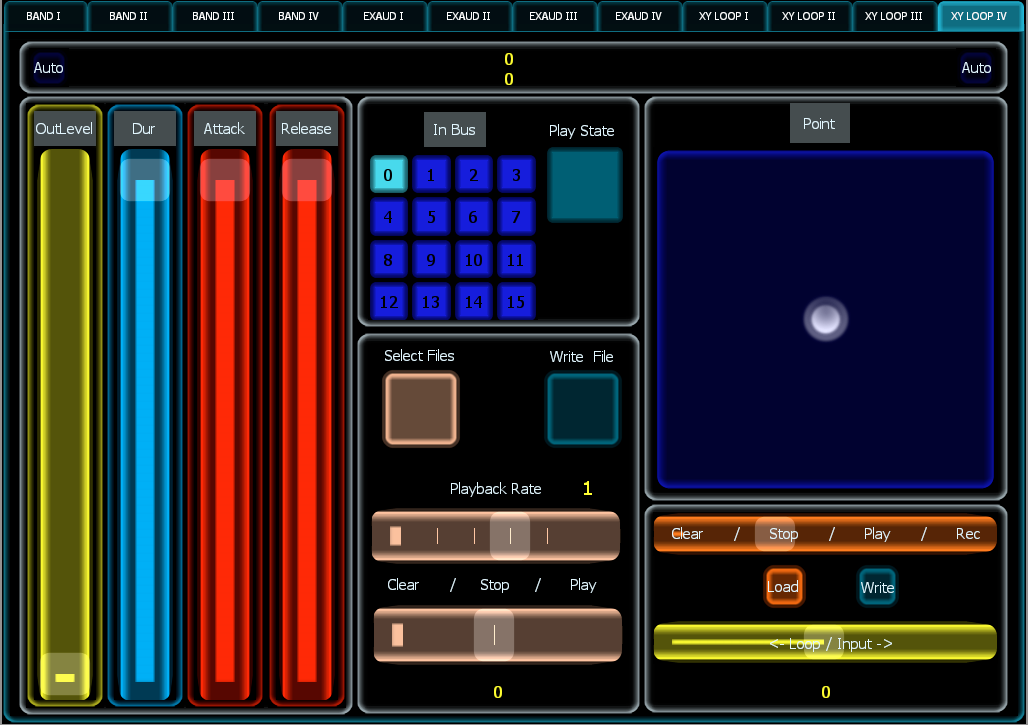 BAND I BAND II BAND III BAND IV EXAUD I EXAUD II EXAUD III EXAUD IV XY LOOP I XY LOOP II XY LOOP III XY LOOP IV
Auto 0 Auto
0
OutLevel Dur Attack Release
In Bus Play State
0 1 2 3
4 5 6 7
8 9 10 11
12 13 14 15
Point
Select Files Write File
Playback Rate 1
Clear / Stop / Play
0
Clear / Stop / Play / Rec
Load Write
<- Loop / Input ->
0